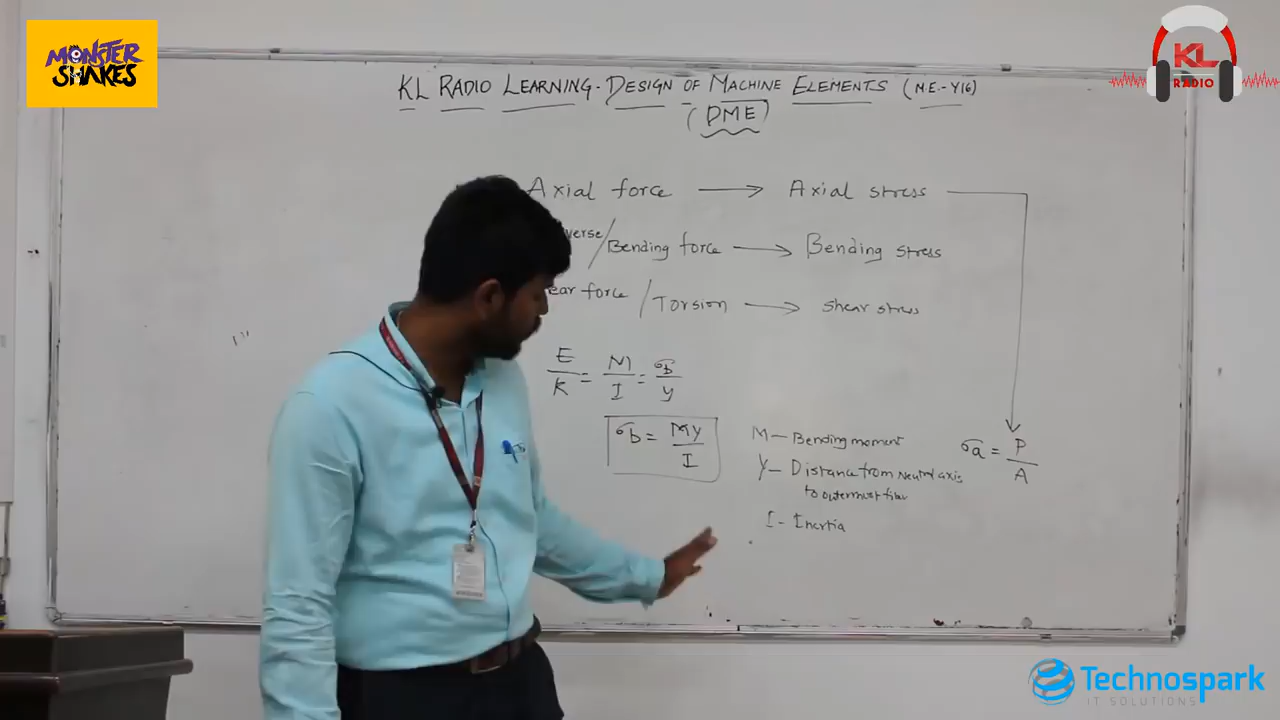 MONSTER
SHAKES
KL
RADIO
KL RADIO LEARNING - DESIGN OF MACHINE ELEMENTS (M.E.-Y16)
(DME)
Axial force → Axial stress
verse/Bending force → Bending stress
ear force / Torsion → shear stress
E/R = M/I = σb/y
σb = My/I
M - Bending moment
Y - Distance from Neutral axis
to outermost fiber
I - Inertia
σa = P/A
Technospark
IT SOLUTIONS